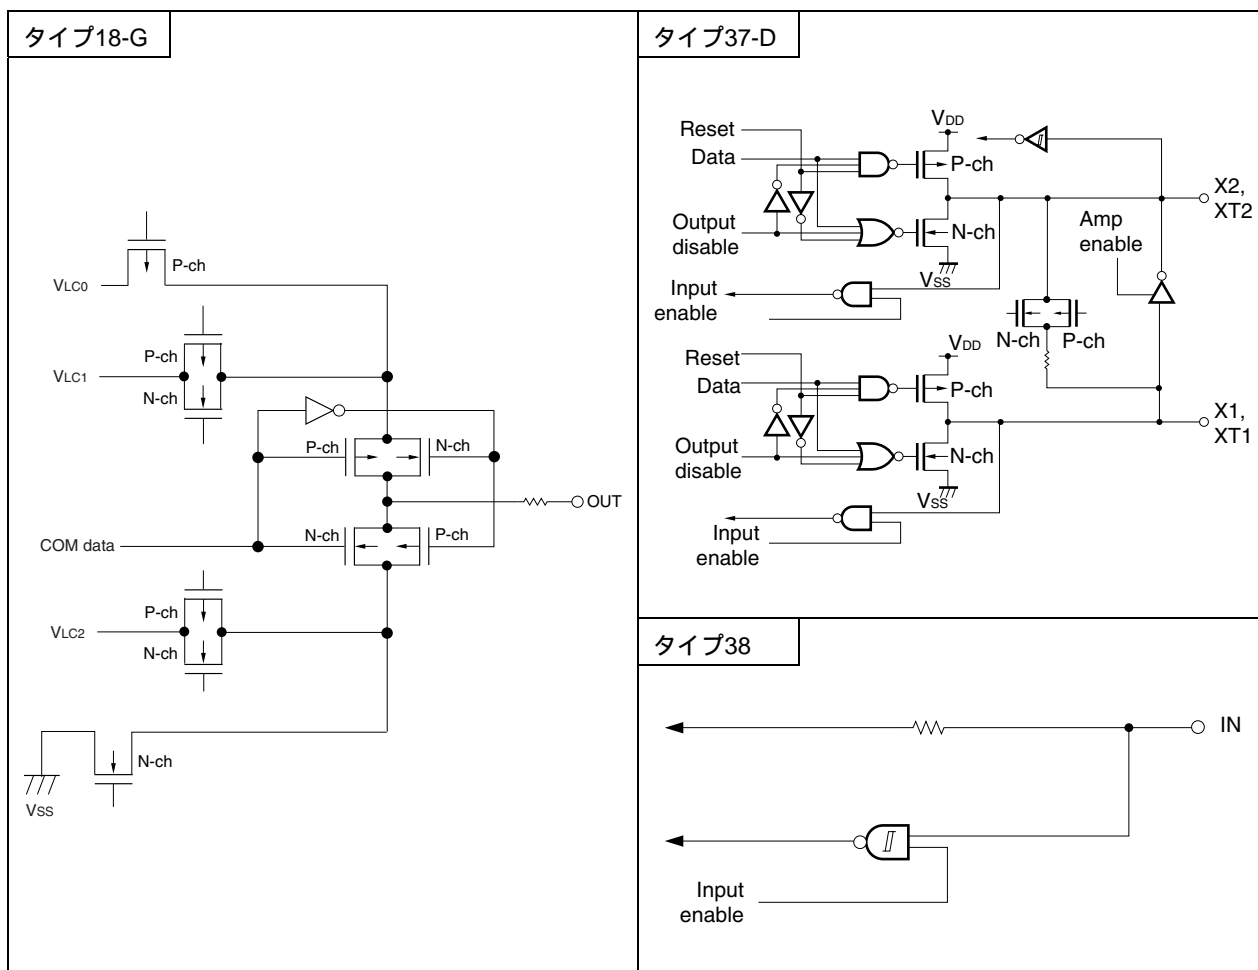 タイプ18-G
P-ch
VLC0
P-ch
VLC1
N-ch
P-ch
N-ch
OUT
N-ch
P-ch
COM data
P-ch
VLC2
N-ch
N-ch
VSS
タイプ37-D
VDD
Reset
Data
P-ch
X2,
XT2
Output
disable
N-ch
Amp
enable
VSS
Input
enable
N-ch
P-ch
VDD
Reset
Data
P-ch
X1,
XT1
Output
disable
N-ch
VSS
Input
enable
タイプ38
IN
Input
enable